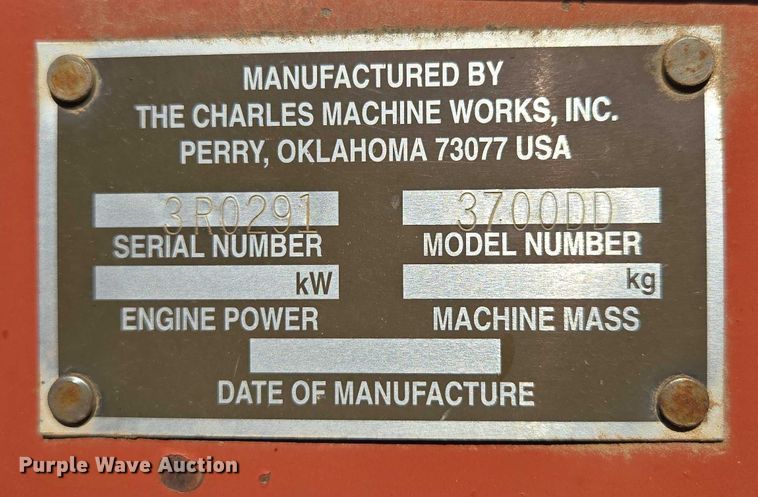 MANUFACTURED BY
THE CHARLES MACHINE WORKS, INC.
PERRY, OKLAHOMA 73077 USA
3R0291 3700DD
SERIAL NUMBER MODEL NUMBER
kW kg
ENGINE POWER MACHINE MASS
DATE OF MANUFACTURE
Purple Wave Auction